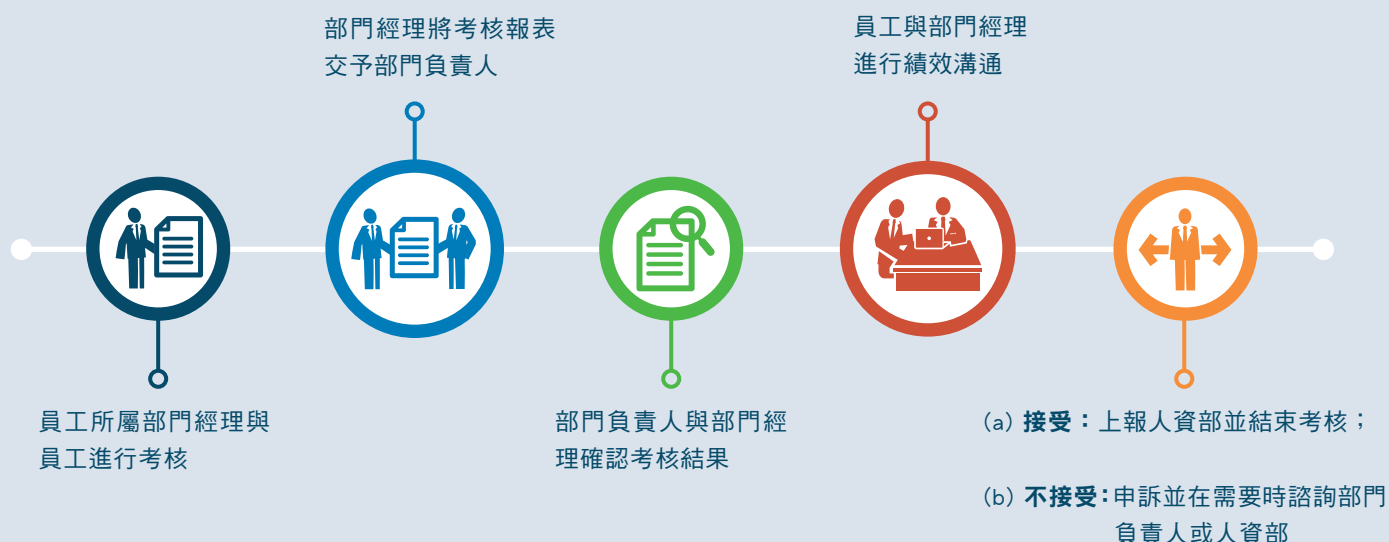 部門經理將考核報表
交予部門負責人
員工與部門經理
進行績效溝通
員工所屬部門經理與
員工進行考核
部門負責人與部門經
理確認考核結果
(a) 接受：上報人資部並結束考核；
(b) 不接受：申訴並在需要時諮詢部門
負責人或人資部